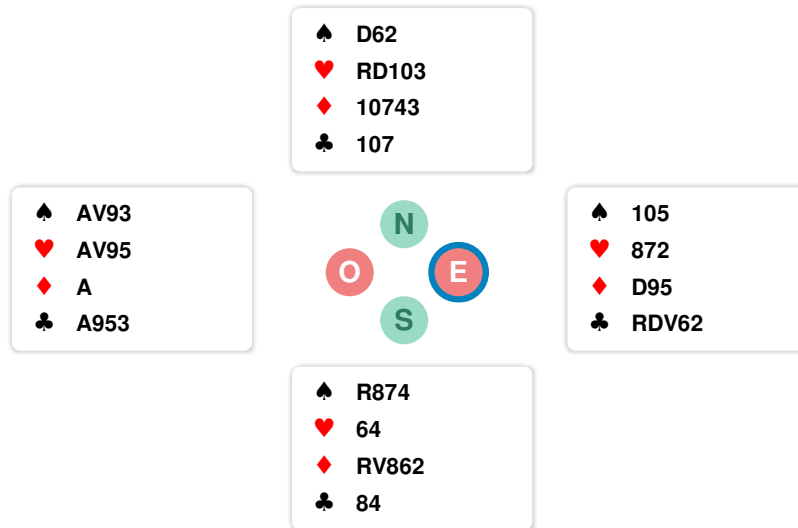 ♠ D62
♥ RD103
♦ 10743
♣ 107
♠ AV93
♥ AV95
♦ A
♣ A953
N
O
E
S
♠ 105
♥ 872
♦ D95
♣ RDV62
♠ R874
♥ 64
♦ RV862
♣ 84